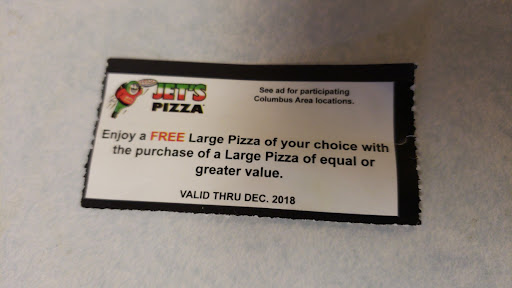 JET'S
PIZZA
See ad for participating
Columbus Area locations.
Enjoy a FREE Large Pizza of your choice with
the purchase of a Large Pizza of equal or
greater value.
VALID THRU DEC. 2018